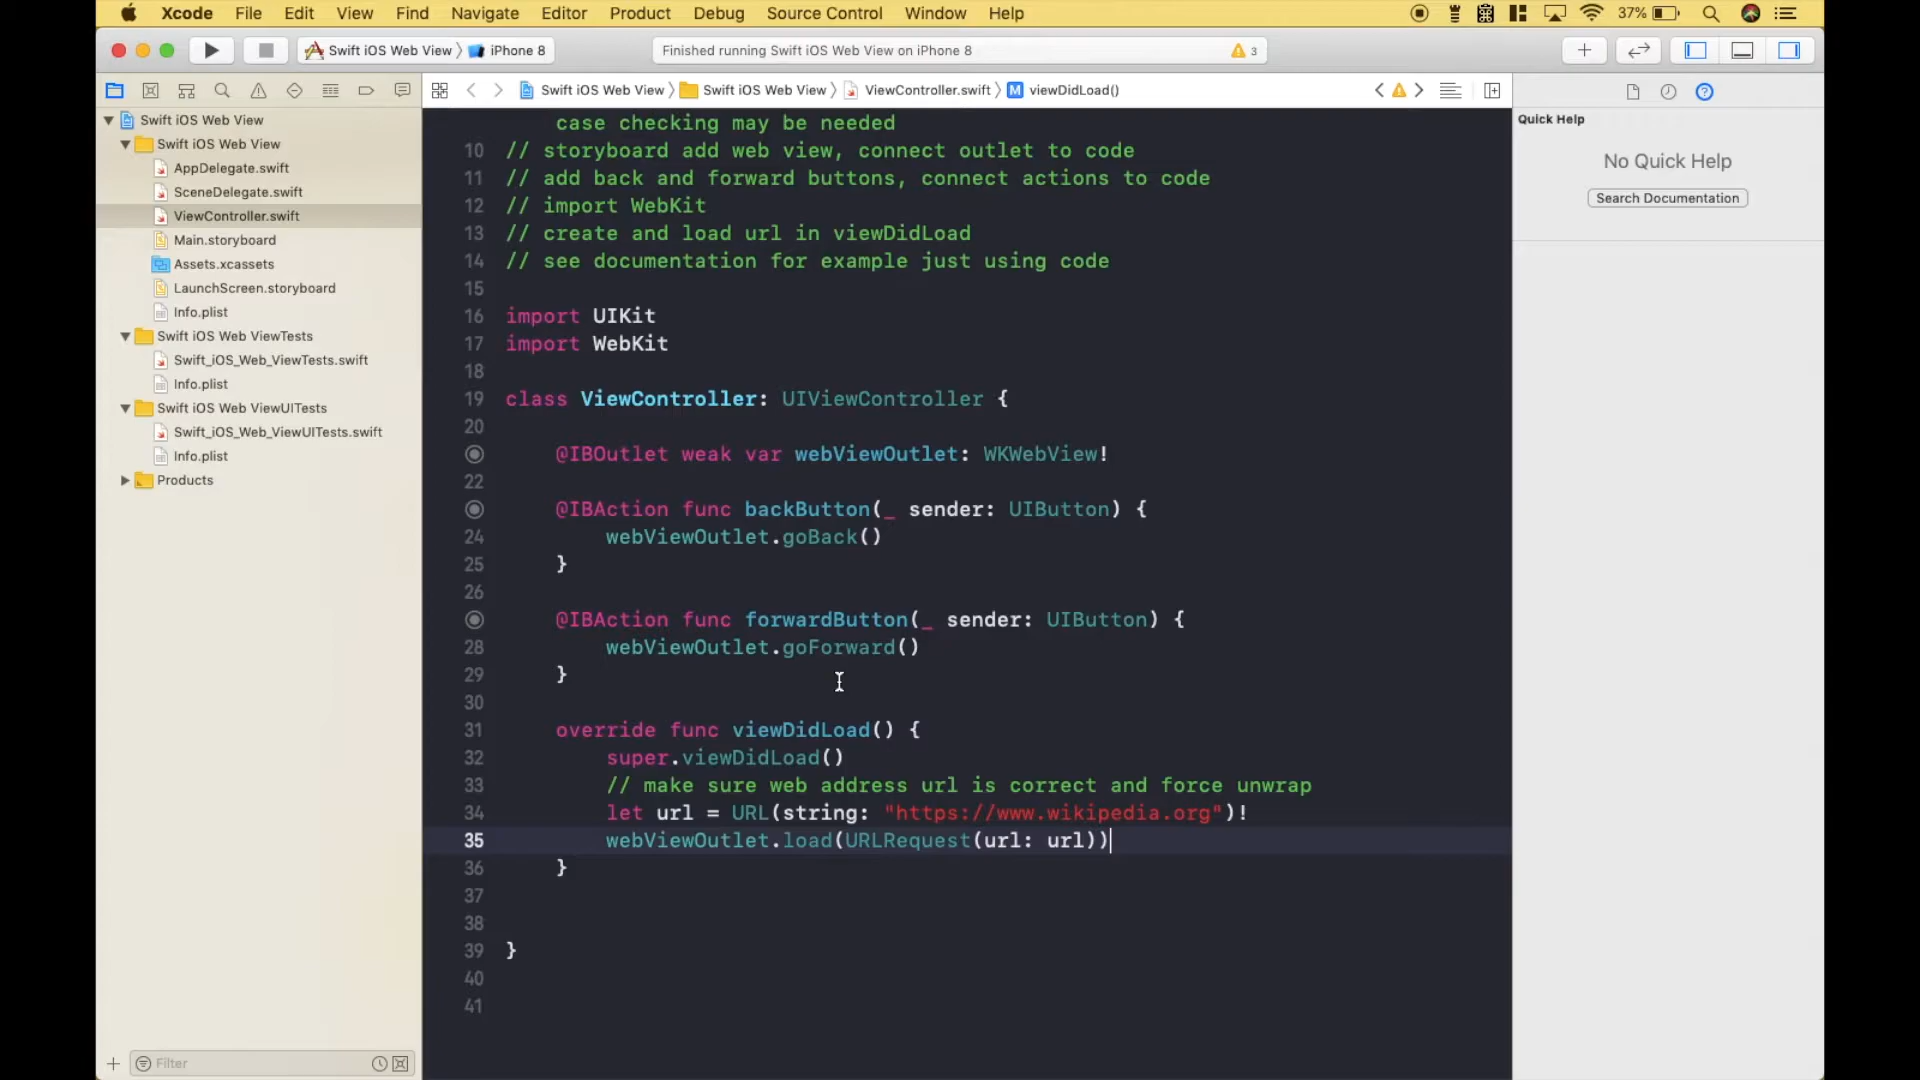 Xcode File Edit View Find Navigate Editor Product Debug Source Control Window Help 37%
Swift iOS Web View iPhone 8 Finished running Swift iOS Web View on iPhone 8 3
Swift iOS Web View Swift iOS Web View ViewController.swift M viewDidLoad()
Swift iOS Web View
Swift iOS Web View
AppDelegate.swift
SceneDelegate.swift
ViewController.swift
Main.storyboard
Assets.xcassets
LaunchScreen.storyboard
Info.plist
Swift iOS Web ViewTests
Swift_iOS_Web_ViewTests.swift
Info.plist
Swift iOS Web ViewUITests
Swift_iOS_Web_ViewUITests.swift
Info.plist
Products
Filter
case checking may be needed
10 // storyboard add web view, connect outlet to code
11 // add back and forward buttons, connect actions to code
12 // import WebKit
13 // create and load url in viewDidLoad
14 // see documentation for example just using code
15
16 import UIKit
17 import WebKit
18
19 class ViewController: UIViewController {
20
@IBOutlet weak var webViewOutlet: WKWebView!
22
@IBAction func backButton(_ sender: UIButton) {
24 webViewOutlet.goBack()
25 }
26
@IBAction func forwardButton(_ sender: UIButton) {
28 webViewOutlet.goForward()
29 }
30
31 override func viewDidLoad() {
32 super.viewDidLoad()
33 // make sure web address url is correct and force unwrap
34 let url = URL(string: "https://www.wikipedia.org")!
35 webViewOutlet.load(URLRequest(url: url))
36 }
37
38
39 }
40
41
Quick Help
No Quick Help
Search Documentation